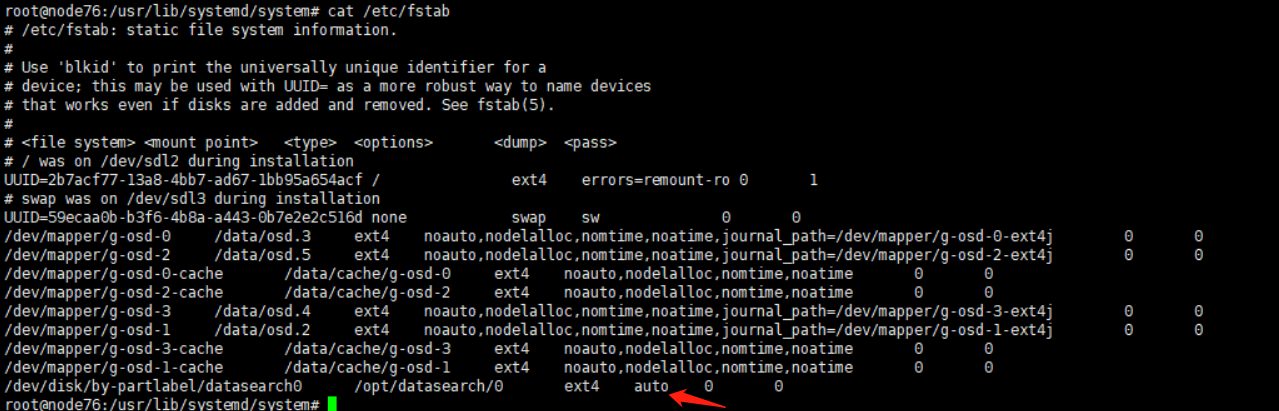 root@node76:/usr/lib/systemd/system# cat /etc/fstab
# /etc/fstab: static file system information.
#
# Use 'blkid' to print the universally unique identifier for a
# device; this may be used with UUID= as a more robust way to name devices
# that works even if disks are added and removed. See fstab(5).
#
# <file system> <mount point>   <type>  <options>       <dump>  <pass>
# / was on /dev/sdl2 during installation
UUID=2b7acf77-13a8-4bb7-ad67-1bb95a654acf /               ext4    errors=remount-ro 0       1
# swap was on /dev/sdl3 during installation
UUID=59ecaa0b-b3f6-4b8a-a443-0b7e2e2c516d none            swap    sw              0       0
/dev/mapper/g-osd-0     /data/osd.3     ext4    noauto,nodelalloc,nomtime,noatime,journal_path=/dev/mapper/g-osd-0-ext4j        0       0
/dev/mapper/g-osd-2     /data/osd.5     ext4    noauto,nodelalloc,nomtime,noatime,journal_path=/dev/mapper/g-osd-2-ext4j        0       0
/dev/mapper/g-osd-0-cache       /data/cache/g-osd-0     ext4    noauto,nodelalloc,nomtime,noatime       0       0
/dev/mapper/g-osd-2-cache       /data/cache/g-osd-2     ext4    noauto,nodelalloc,nomtime,noatime       0       0
/dev/mapper/g-osd-3     /data/osd.4     ext4    noauto,nodelalloc,nomtime,noatime,journal_path=/dev/mapper/g-osd-3-ext4j        0       0
/dev/mapper/g-osd-1     /data/osd.2     ext4    noauto,nodelalloc,nomtime,noatime,journal_path=/dev/mapper/g-osd-1-ext4j        0       0
/dev/mapper/g-osd-3-cache       /data/cache/g-osd-3     ext4    noauto,nodelalloc,nomtime,noatime       0       0
/dev/mapper/g-osd-1-cache       /data/cache/g-osd-1     ext4    noauto,nodelalloc,nomtime,noatime       0       0
/dev/disk/by-partlabel/datasearch0      /opt/datasearch/0       ext4    auto    0       0
root@node76:/usr/lib/systemd/system#